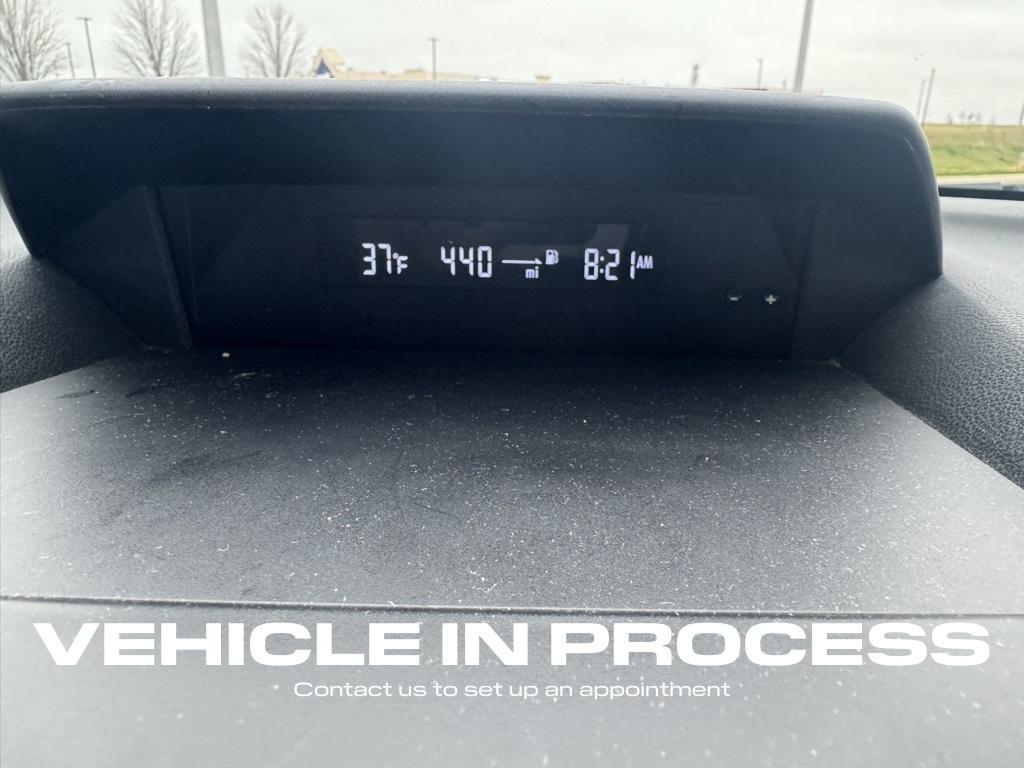 37°F 440 mi 8:21 AM
- +
VEHICLE IN PROCESS
Contact us to set up an appointment